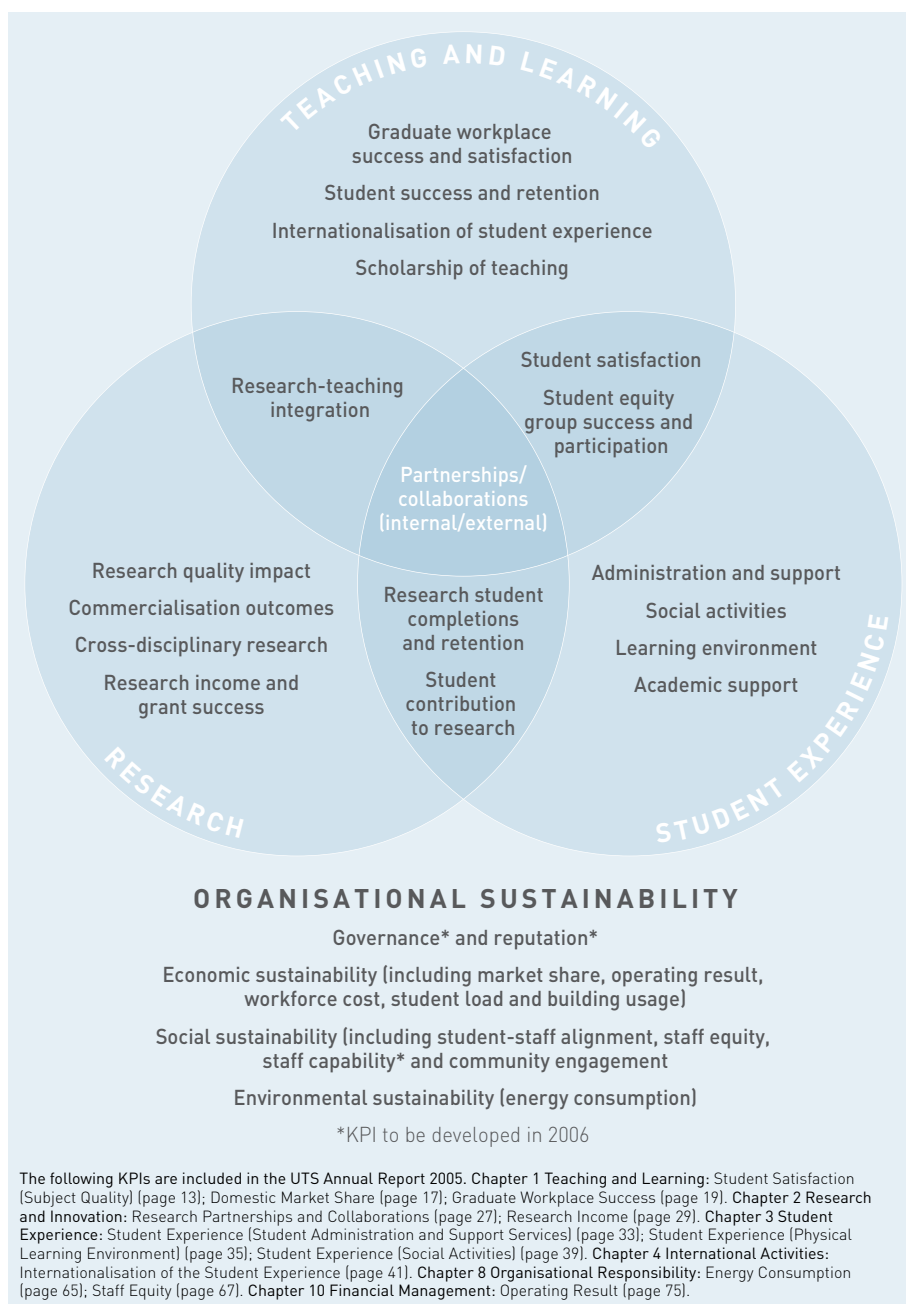 TEACHING AND LEARNING
Graduate workplace
success and satisfaction
Student success and retention
Internationalisation of student experience
Scholarship of teaching
Research-teaching
integration
Student satisfaction
Student equity
group success and
participation
Partnerships/
collaborations
(internal/external)
Research quality impact
Commercialisation outcomes
Cross-disciplinary research
Research income and
grant success
RESEARCH
Research student
completions
and retention
Student
contribution
to research
Administration and support
Social activities
Learning environment
Academic support
STUDENT EXPERIENCE
ORGANISATIONAL SUSTAINABILITY
Governance* and reputation*
Economic sustainability (including market share, operating result,
workforce cost, student load and building usage)
Social sustainability (including student-staff alignment, staff equity,
staff capability* and community engagement
Environmental sustainability (energy consumption)
*KPI to be developed in 2006
The following KPIs are included in the UTS Annual Report 2005. Chapter 1 Teaching and Learning: Student Satisfaction
(Subject Quality) (page 13); Domestic Market Share (page 17); Graduate Workplace Success (page 19). Chapter 2 Research
and Innovation: Research Partnerships and Collaborations (page 27); Research Income (page 29). Chapter 3 Student
Experience: Student Experience (Student Administration and Support Services) (page 33); Student Experience (Physical
Learning Environment) (page 35); Student Experience (Social Activities) (page 39). Chapter 4 International Activities:
Internationalisation of the Student Experience (page 41). Chapter 8 Organisational Responsibility: Energy Consumption
(page 65); Staff Equity (page 67). Chapter 10 Financial Management: Operating Result (page 75).